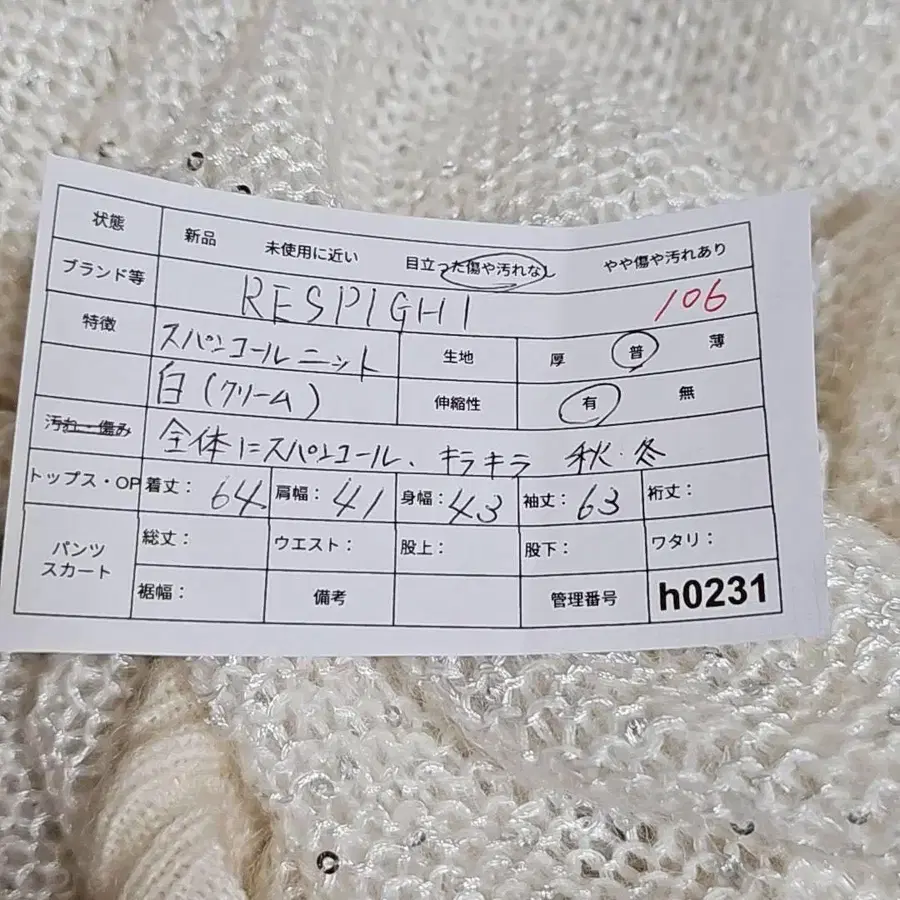 状態 新品 未使用に近い 目立った傷や汚れなし やや傷や汚れあり
ブランド等 RESPIGHI 106
特徴 スパンコールニット 生地 厚 普 薄
白(クリーム) 伸縮性 有 無
汚れ・傷み 全体にスパンコール、キラキラ 秋.冬
トップス・OP 着丈: 64 肩幅: 41 身幅: 43 袖丈: 63 裄丈:
パンツ スカート 総丈: ウエスト: 股上: 股下: ワタリ:
裾幅: 備考 管理番号 h0231